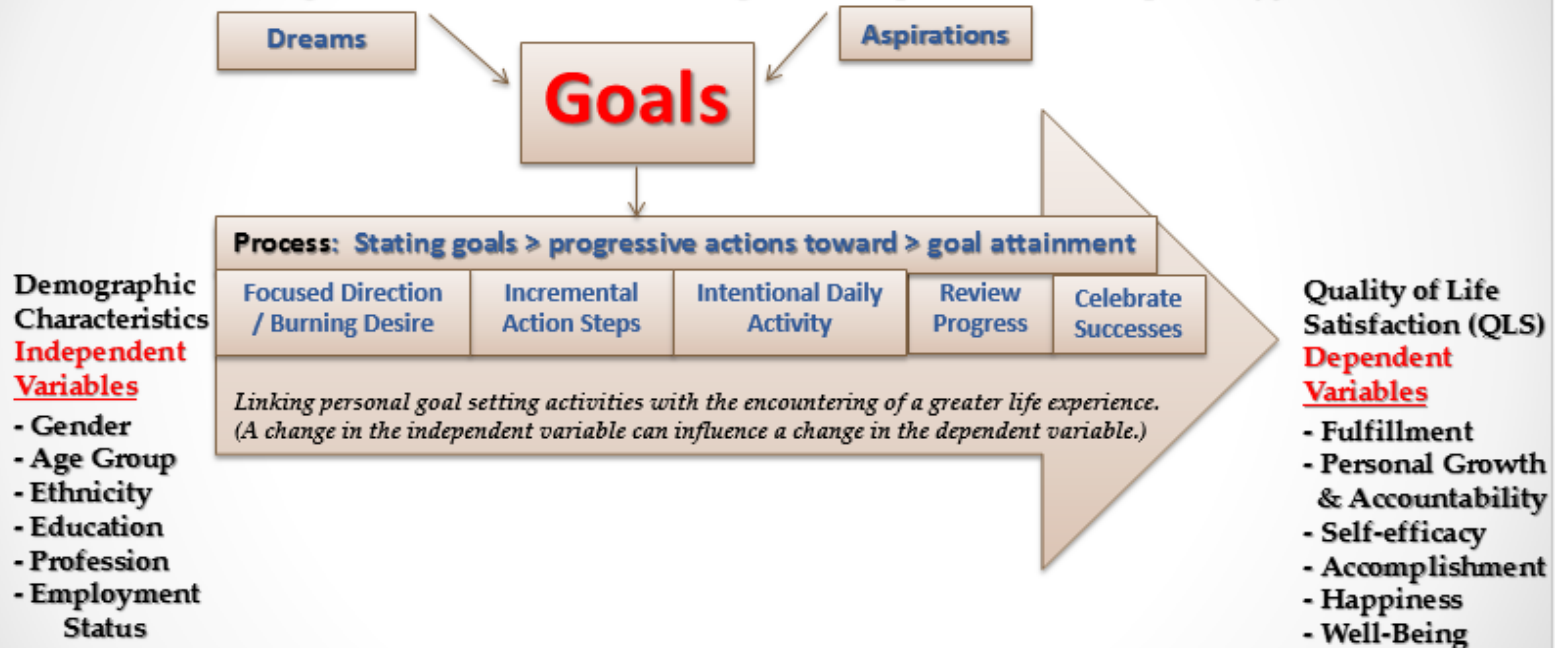 Dreams
Aspirations
Goals
Process: Stating goals > progressive actions toward > goal attainment
Focused Direction
/ Burning Desire
Incremental
Action Steps
Intentional Daily
Activity
Review
Progress
Celebrate
Successes
Linking personal goal setting activities with the encountering of a greater life experience.
(A change in the independent variable can influence a change in the dependent variable.)
Demographic
Characteristics
Independent
Variables
- Gender
- Age Group
- Ethnicity
- Education
- Profession
- Employment
Status
Quality of Life
Satisfaction (QLS)
Dependent
Variables
- Fulfillment
- Personal Growth
& Accountability
- Self-efficacy
- Accomplishment
- Happiness
- Well-Being